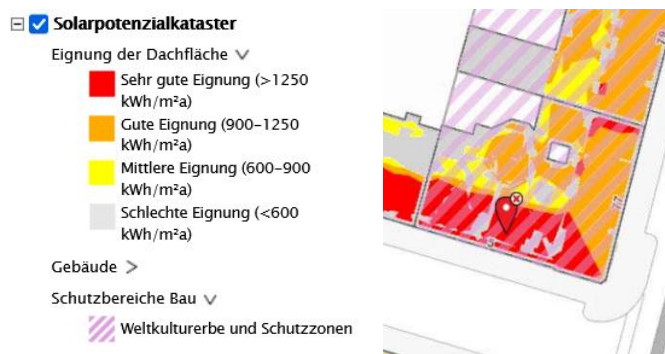 Solarpotenzialkataster
Eignung der Dachfläche
Sehr gute Eignung (>1250
kWh/m²a)
Gute Eignung (900–1250
kWh/m²a)
Mittlere Eignung (600–900
kWh/m²a)
Schlechte Eignung (<600
kWh/m²a)
Gebäude
Schutzbereiche Bau
Weltkulturerbe und Schutzzonen